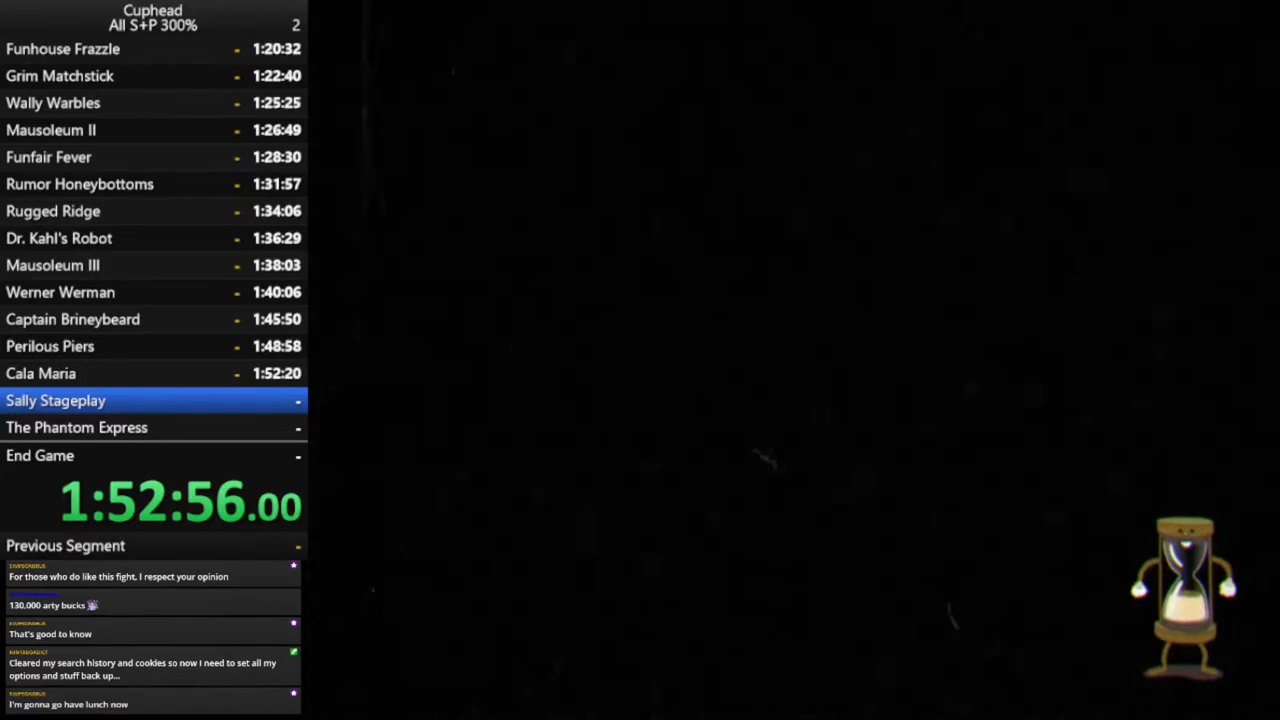 Cuphead
All S+P 300% 2
Funhouse Frazzle - 1:20:32
Grim Matchstick - 1:22:40
Wally Warbles - 1:25:25
Mausoleum II - 1:26:49
Funfair Fever - 1:28:30
Rumor Honeybottoms - 1:31:57
Rugged Ridge - 1:34:06
Dr. Kahl's Robot - 1:36:29
Mausoleum III - 1:38:03
Werner Werman - 1:40:06
Captain Brineybeard - 1:45:50
Perilous Piers - 1:48:58
Cala Maria - 1:52:20
Sally Stageplay -
The Phantom Express -
End Game -
1:52:56.00
Previous Segment -
For those who do like this fight, I respect your opinion
130,000 arty bucks
That's good to know
Cleared my search history and cookies so now I need to set all my
options and stuff back up...
I'm gonna go have lunch now